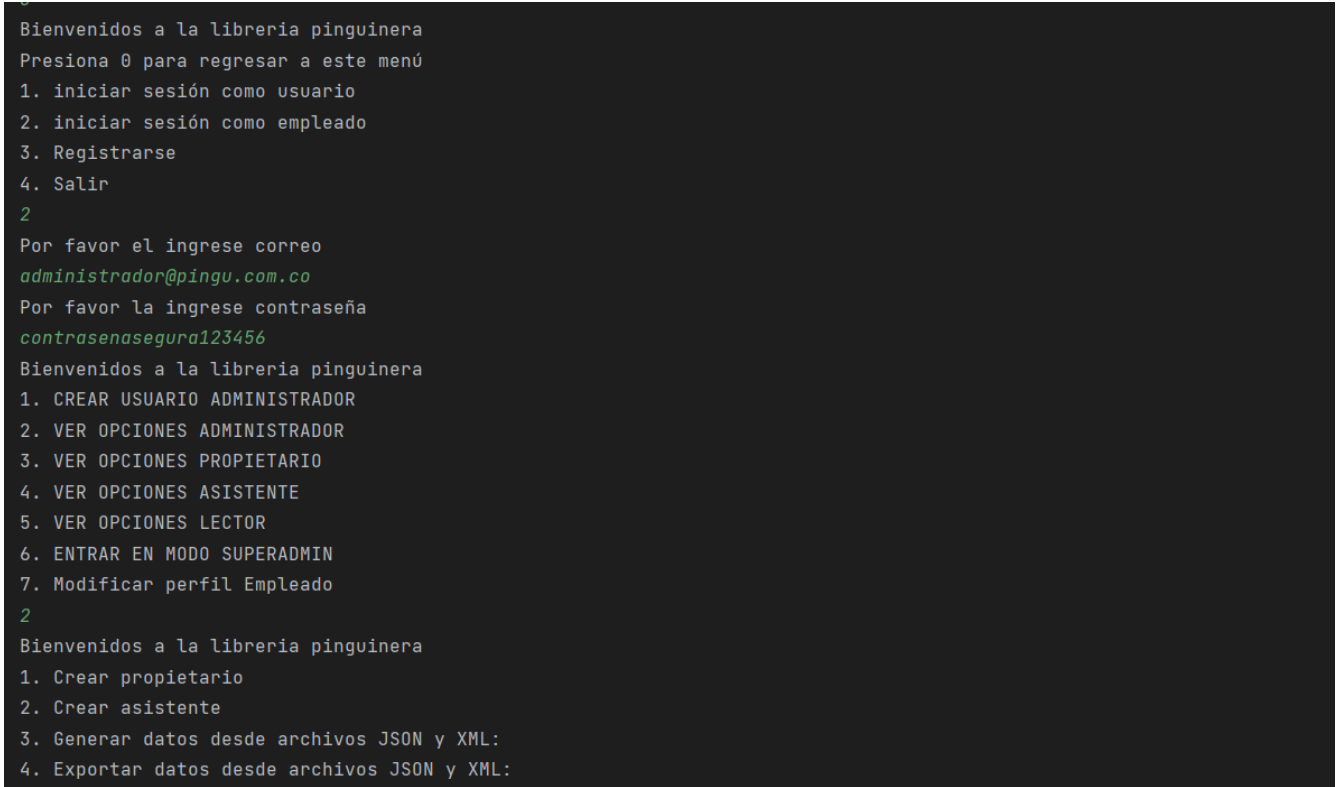 Bienvenidos a la libreria pinguinera
Presiona 0 para regresar a este menú
1. iniciar sesión como usuario
2. iniciar sesión como empleado
3. Registrarse
4. Salir
2
Por favor el ingrese correo
administrador@pingu.com.co
Por favor la ingrese contraseña
contrasenasegura123456
Bienvenidos a la libreria pinguinera
1. CREAR USUARIO ADMINISTRADOR
2. VER OPCIONES ADMINISTRADOR
3. VER OPCIONES PROPIETARIO
4. VER OPCIONES ASISTENTE
5. VER OPCIONES LECTOR
6. ENTRAR EN MODO SUPERADMIN
7. Modificar perfil Empleado
2
Bienvenidos a la libreria pinguinera
1. Crear propietario
2. Crear asistente
3. Generar datos desde archivos JSON y XML:
4. Exportar datos desde archivos JSON y XML: